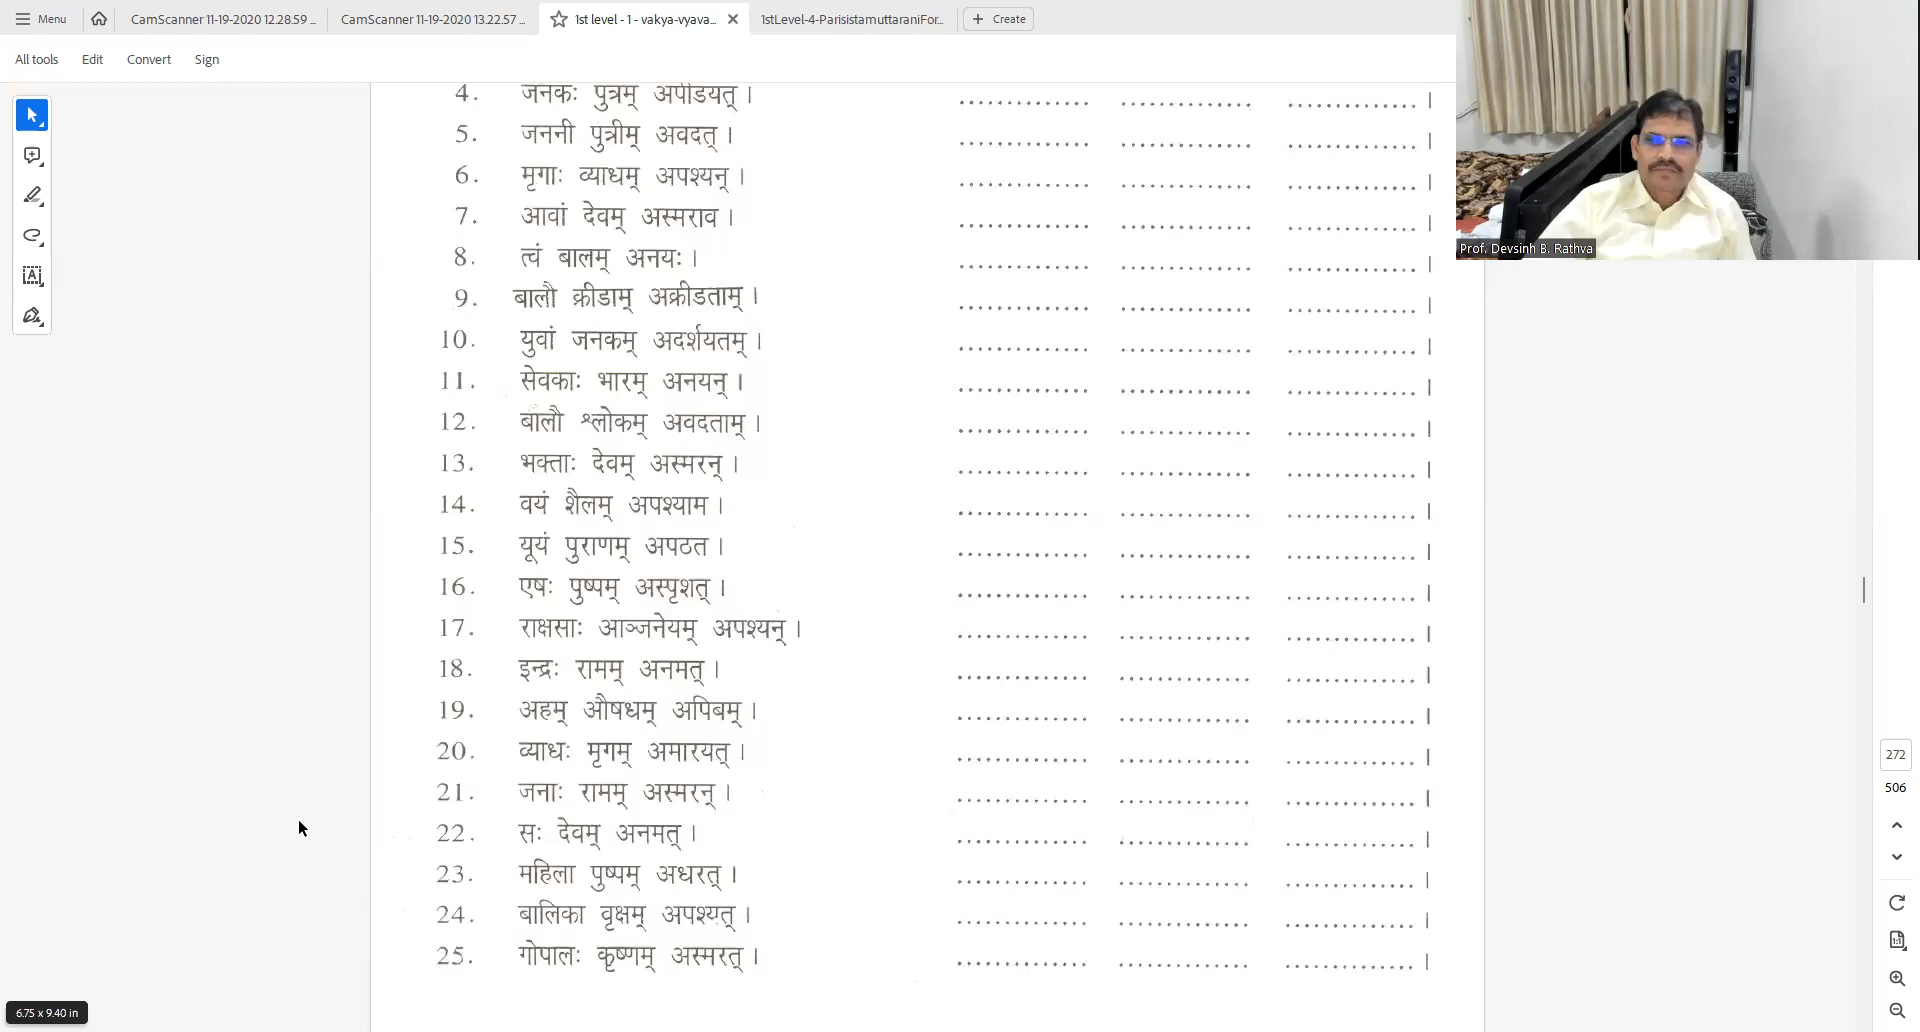 Menu CamScanner 11-19-2020 12.28.59 ... CamScanner 11-19-2020 13.22.57 ... 1st level - 1 - vakya-vyava... 1stLevel-4-ParisistamuttaraniFor... Create
All tools Edit Convert Sign
4. जनकः पुत्रम् अपीडयत् । ............. ............. ............. ।
5. जननी पुत्रीम् अवदत् । ............. ............. ............. ।
6. मृगाः व्याधम् अपश्यन् । ............. ............. ............. ।
7. आवां देवम् अस्मराव । ............. ............. ............. ।
8. त्वं बालम् अनयः । ............. ............. ............. ।
Prof. Devsinh B. Rathva
9. बालौ क्रीडाम् अक्रीडताम् । ............. ............. ............. ।
10. युवां जनकम् अदर्शयतम् । ............. ............. ............. ।
11. सेवकाः भारम् अनयन् । ............. ............. ............. ।
12. बालौ श्लोकम् अवदताम् । ............. ............. ............. ।
13. भक्ताः देवम् अस्मरन् । ............. ............. ............. ।
14. वयं शैलम् अपश्याम । ............. ............. ............. ।
15. यूयं पुराणम् अपठत । ............. ............. ............. ।
16. एषः पुष्पम् अस्पृशत् । ............. ............. ............. ।
17. राक्षसाः आञ्जनेयम् अपश्यन् । ............. ............. ............. ।
18. इन्द्रः रामम् अनमत् । ............. ............. ............. ।
19. अहम् औषधम् अपिबम् । ............. ............. ............. ।
20. व्याधः मृगम् अमारयत् । ............. ............. ............. ।
21. जनाः रामम् अस्मरन् । ............. ............. ............. ।
22. सः देवम् अनमत् । ............. ............. ............. ।
23. महिला पुष्पम् अधरत् । ............. ............. ............. ।
24. बालिका वृक्षम् अपश्यत् । ............. ............. ............. ।
25. गोपालः कृष्णम् अस्मरत् । ............. ............. ............. ।
272
506
1:1
6.75 x 9.40 in